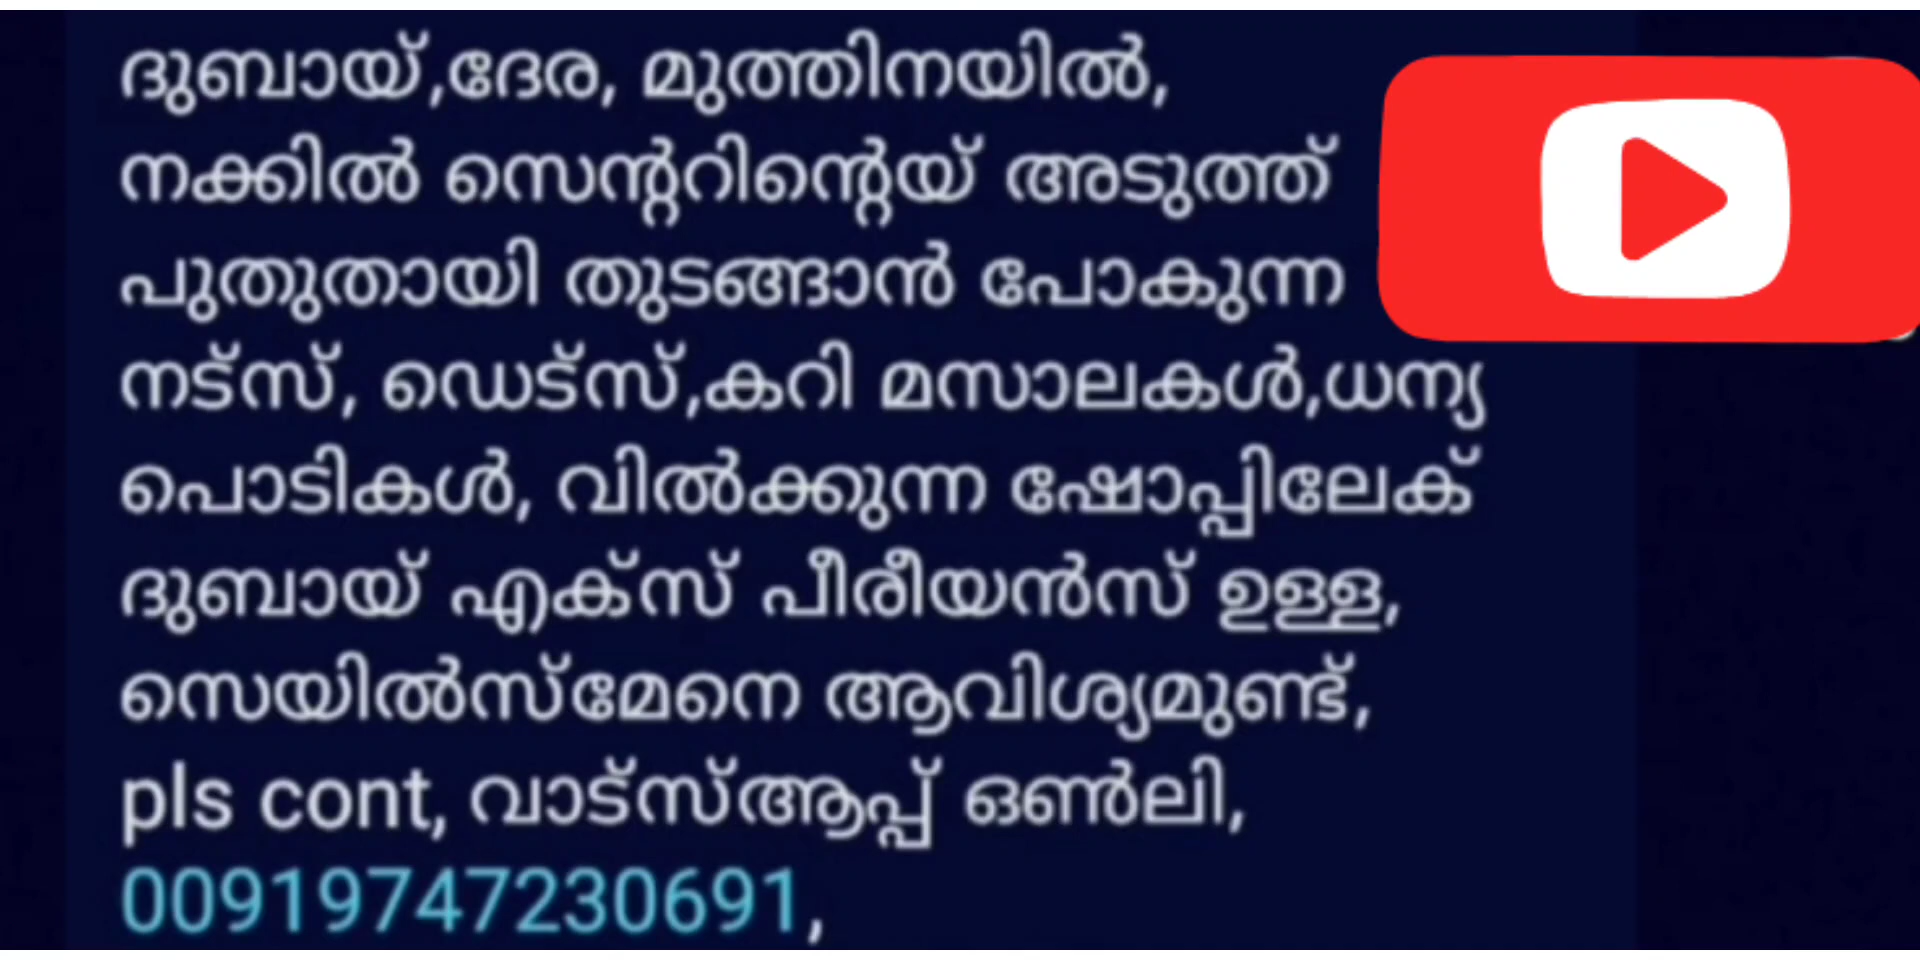 ദുബായ്,ദേര, മുത്തിനയിൽ,
നക്കിൽ സെന്ററിന്റെയ് അടുത്ത്
പുതുതായി തുടങ്ങാൻ പോകുന്ന
നട്സ്, ഡെട്സ്,കറി മസാലകൾ,ധന്യ
പൊടികൾ, വിൽക്കുന്ന ഷോപ്പിലേക്
ദുബായ് എക്സ് പീരീയൻസ് ഉള്ള,
സെയിൽസ്മേനെ ആവിശ്യമുണ്ട്,
pls cont, വാട്സ്ആപ്പ് ഒൺലി,
00919747230691,